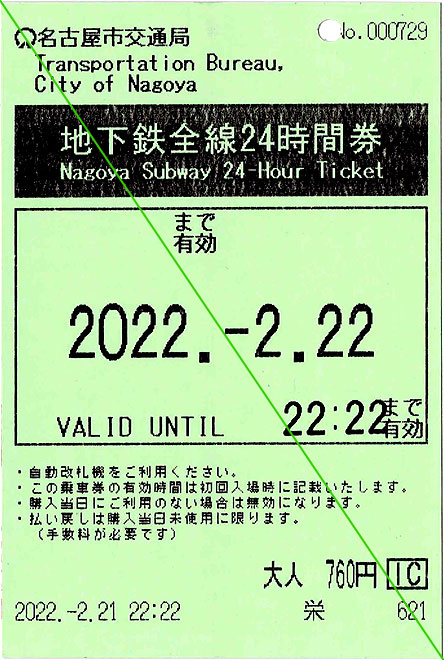 名古屋市交通局
No.000729
Transportation Bureau,
City of Nagoya
地下鉄全線24時間券
Nagoya Subway 24-Hour Ticket
まで
有効
2022.-2.22
VALID UNTIL 22:22まで
有効
・自動改札機をご利用ください。
・この乗車券の有効時間は初回入場時に記載いたします。
・購入当日にご利用のない場合は無効になります。
・払い戻しは購入当日未使用に限ります。
（手数料が必要です）
大人 760円 IC
2022.-2.21 22:22 栄 621